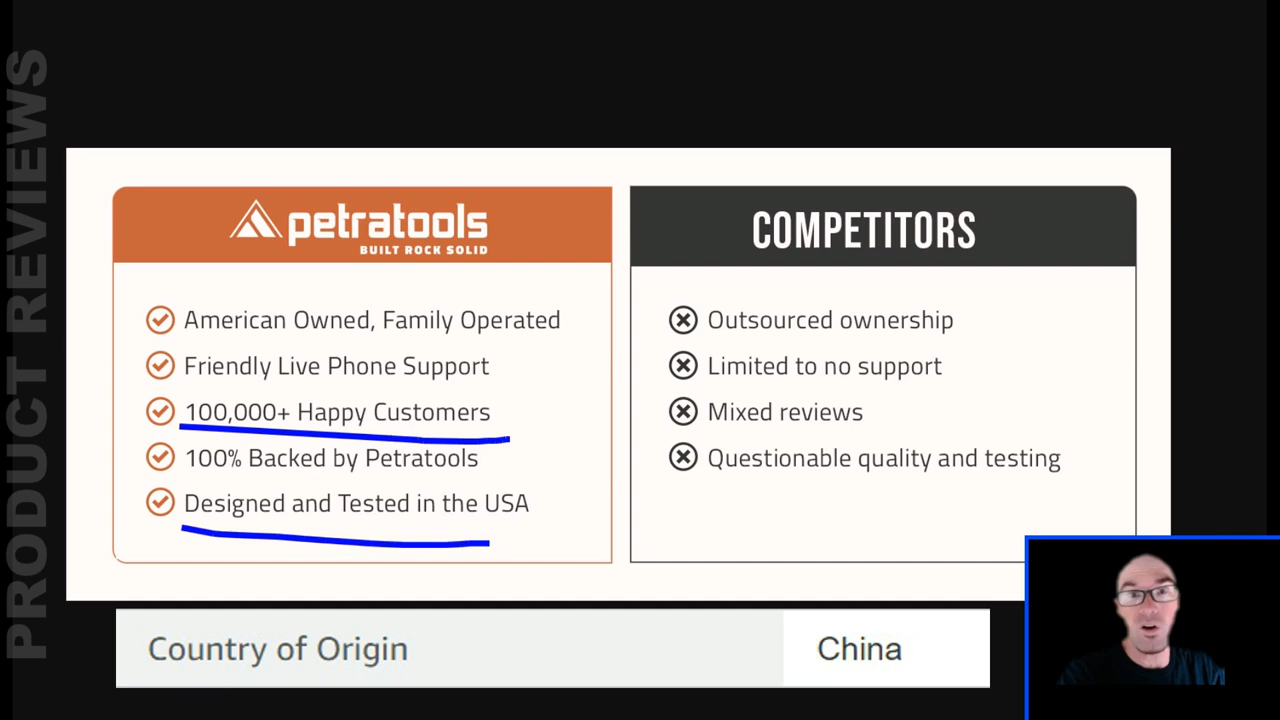 PRODUCT REVIEWS
petratools
BUILT ROCK SOLID
American Owned, Family Operated
Friendly Live Phone Support
100,000+ Happy Customers
100% Backed by Petratools
Designed and Tested in the USA
COMPETITORS
Outsourced ownership
Limited to no support
Mixed reviews
Questionable quality and testing
Country of Origin China